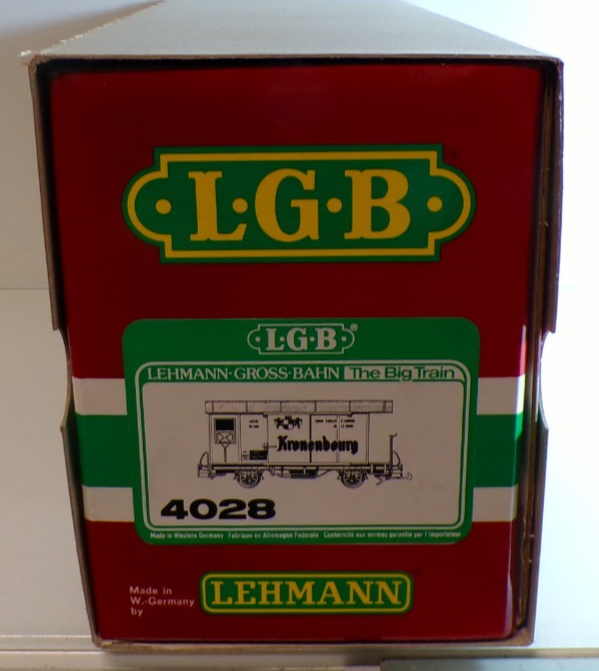 L·G·B
L·G·B®
LEHMANN·GROSS·BAHN The Big Train
Kronenbourg
4028
Made in Western Germany Fabriqué en Allemagne Federale Conformité aux normes garantie par l'importateur
Made in
W.-Germany
by
LEHMANN